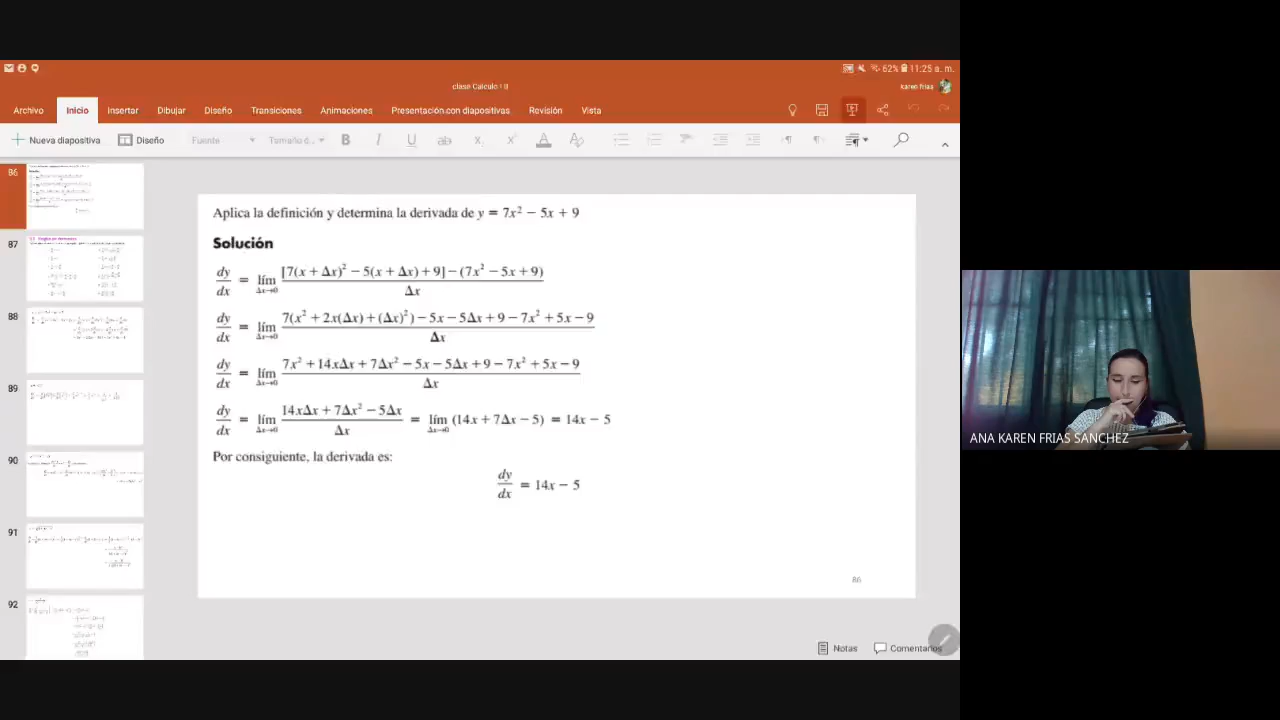 62% 11:25 a. m.
clase Calculo I II
karen frias
Archivo Inicio Insertar Dibujar Diseño Transiciones Animaciones Presentación con diapositivas Revisión Vista
Nueva diapositiva Diseño Fuente Tamaño d... B I U ab X X² A
86
87
88
89
90
91
92
Aplica la definición y determina la derivada de y = 7x² − 5x + 9
Solución
dy/dx = lím Δx→0 [7(x + Δx)² − 5(x + Δx) + 9] − (7x² − 5x + 9) / Δx
dy/dx = lím Δx→0 7(x² + 2x(Δx) + (Δx)²) − 5x − 5Δx + 9 − 7x² + 5x − 9 / Δx
dy/dx = lím Δx→0 7x² + 14xΔx + 7Δx² − 5x − 5Δx + 9 − 7x² + 5x − 9 / Δx
dy/dx = lím Δx→0 14xΔx + 7Δx² − 5Δx / Δx = lím Δx→0 (14x + 7Δx − 5) = 14x − 5
Por consiguiente, la derivada es:
dy/dx = 14x − 5
86
Notas Comentarios
ANA KAREN FRIAS SANCHEZ